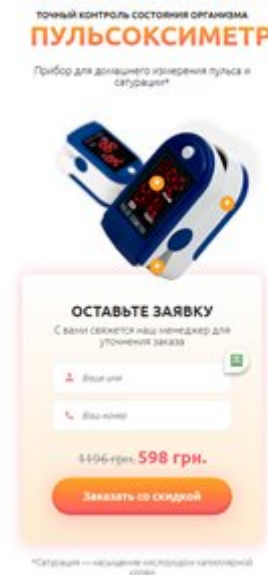 ТОЧНЫЙ КОНТРОЛЬ СОСТОЯНИЯ ОРГАНИЗМА
ПУЛЬСОКСИМЕТР
Прибор для домашнего измерения пульса и
сатурации*
ОСТАВЬТЕ ЗАЯВКУ
С вами свяжется наш менеджер для
уточнения заказа
Ваше имя
Ваш номер
1196 грн. 598 грн.
Заказать со скидкой
*Сатурация — насыщение кислородом капиллярной
крови